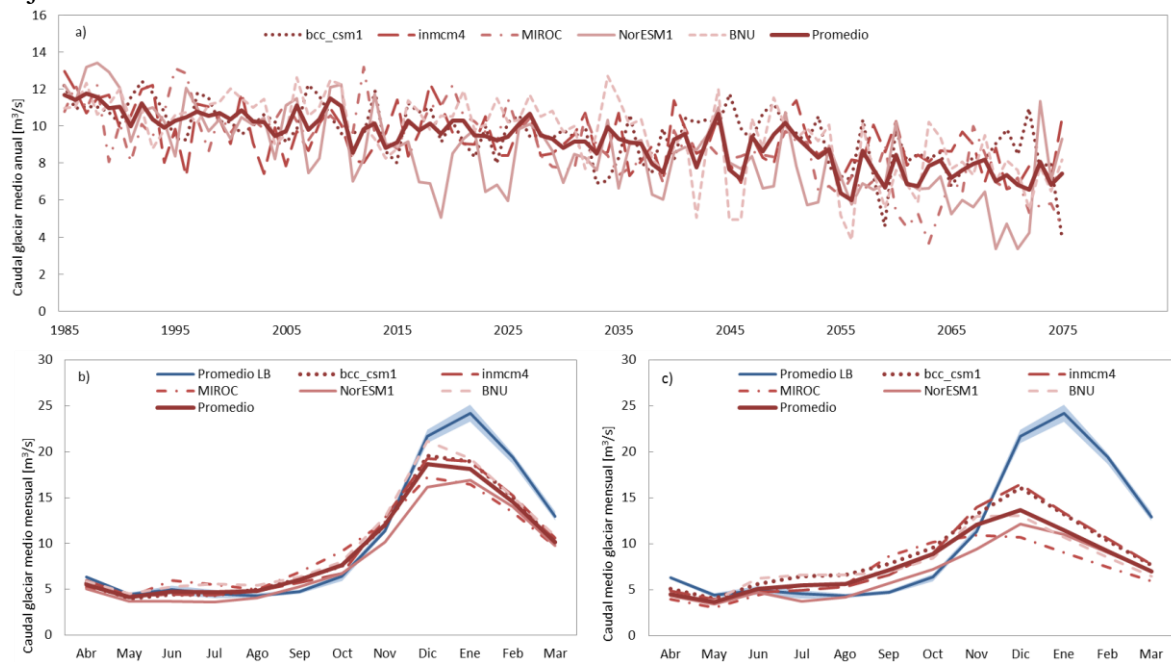 a)
bcc_csm1 inmcm4 MIROC NorESM1 BNU Promedio
Caudal glaciar medio anual [m³/s]
16
14
12
10
8
6
4
2
0
1985 1995 2005 2015 2025 2035 2045 2055 2065 2075
b)
Promedio LB bcc_csm1 inmcm4
MIROC NorESM1 BNU
Promedio
Caudal glaciar medio mensual [m³/s]
30
25
20
15
10
5
0
Abr May Jun Jul Ago Sep Oct Nov Dic Ene Feb Mar
c)
Promedio LB bcc_csm1 inmcm4
MIROC NorESM1 BNU
Promedio
Caudal medio glaciar mensual [m³/s]
30
25
20
15
10
5
0
Abr May Jun Jul Ago Sep Oct Nov Dic Ene Feb Mar